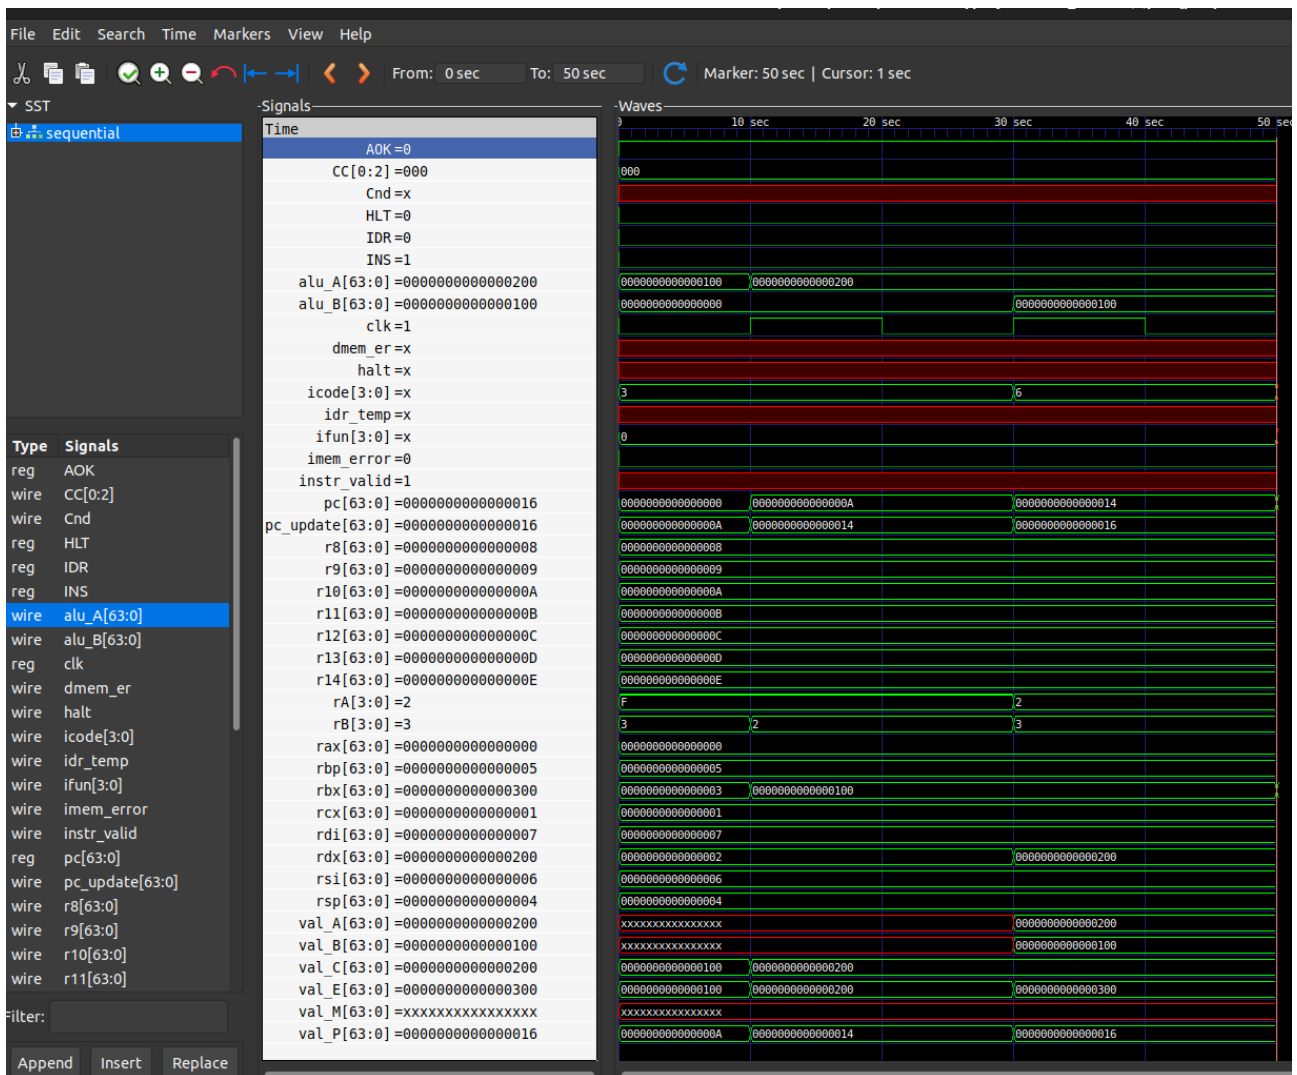 File Edit Search Time Markers View Help
From: 0 sec To: 50 sec Marker: 50 sec | Cursor: 1 sec
SST
sequential
Type Signals
reg AOK
wire CC[0:2]
wire Cnd
reg HLT
reg IDR
reg INS
wire alu_A[63:0]
wire alu_B[63:0]
reg clk
wire dmem_er
wire halt
wire icode[3:0]
wire idr_temp
wire ifun[3:0]
wire imem_error
wire instr_valid
reg pc[63:0]
wire pc_update[63:0]
wire r8[63:0]
wire r9[63:0]
wire r10[63:0]
wire r11[63:0]
Filter:
Append Insert Replace
Signals
Time
AOK=0
CC[0:2]=000
Cnd=x
HLT=0
IDR=0
INS=1
alu_A[63:0]=0000000000000200
alu_B[63:0]=0000000000000100
clk=1
dmem_er=x
halt=x
icode[3:0]=x
idr_temp=x
ifun[3:0]=x
imem_error=0
instr_valid=1
pc[63:0]=0000000000000016
pc_update[63:0]=0000000000000016
r8[63:0]=0000000000000008
r9[63:0]=0000000000000009
r10[63:0]=000000000000000A
r11[63:0]=000000000000000B
r12[63:0]=000000000000000C
r13[63:0]=000000000000000D
r14[63:0]=000000000000000E
rA[3:0]=2
rB[3:0]=3
rax[63:0]=0000000000000000
rbp[63:0]=0000000000000005
rbx[63:0]=0000000000000300
rcx[63:0]=0000000000000001
rdi[63:0]=0000000000000007
rdx[63:0]=0000000000000200
rsi[63:0]=0000000000000006
rsp[63:0]=0000000000000004
val_A[63:0]=0000000000000200
val_B[63:0]=0000000000000100
val_C[63:0]=0000000000000200
val_E[63:0]=0000000000000300
val_M[63:0]=xxxxxxxxxxxxxxxx
val_P[63:0]=0000000000000016
Waves
10 sec 20 sec 30 sec 40 sec 50 sec
000
0000000000000100 0000000000000200
0000000000000000 0000000000000100
3 6
0
0000000000000000 000000000000000A 0000000000000014
000000000000000A 0000000000000014 0000000000000016
0000000000000008
0000000000000009
000000000000000A
000000000000000B
000000000000000C
000000000000000D
000000000000000E
F 2
3 2 3
0000000000000000
0000000000000005
0000000000000003 0000000000000100
0000000000000001
0000000000000007
0000000000000002 0000000000000200
0000000000000006
0000000000000004
xxxxxxxxxxxxxxxx 0000000000000200
xxxxxxxxxxxxxxxx 0000000000000100
0000000000000100 0000000000000200
0000000000000100 0000000000000200 0000000000000300
xxxxxxxxxxxxxxxx
000000000000000A 0000000000000014 0000000000000016